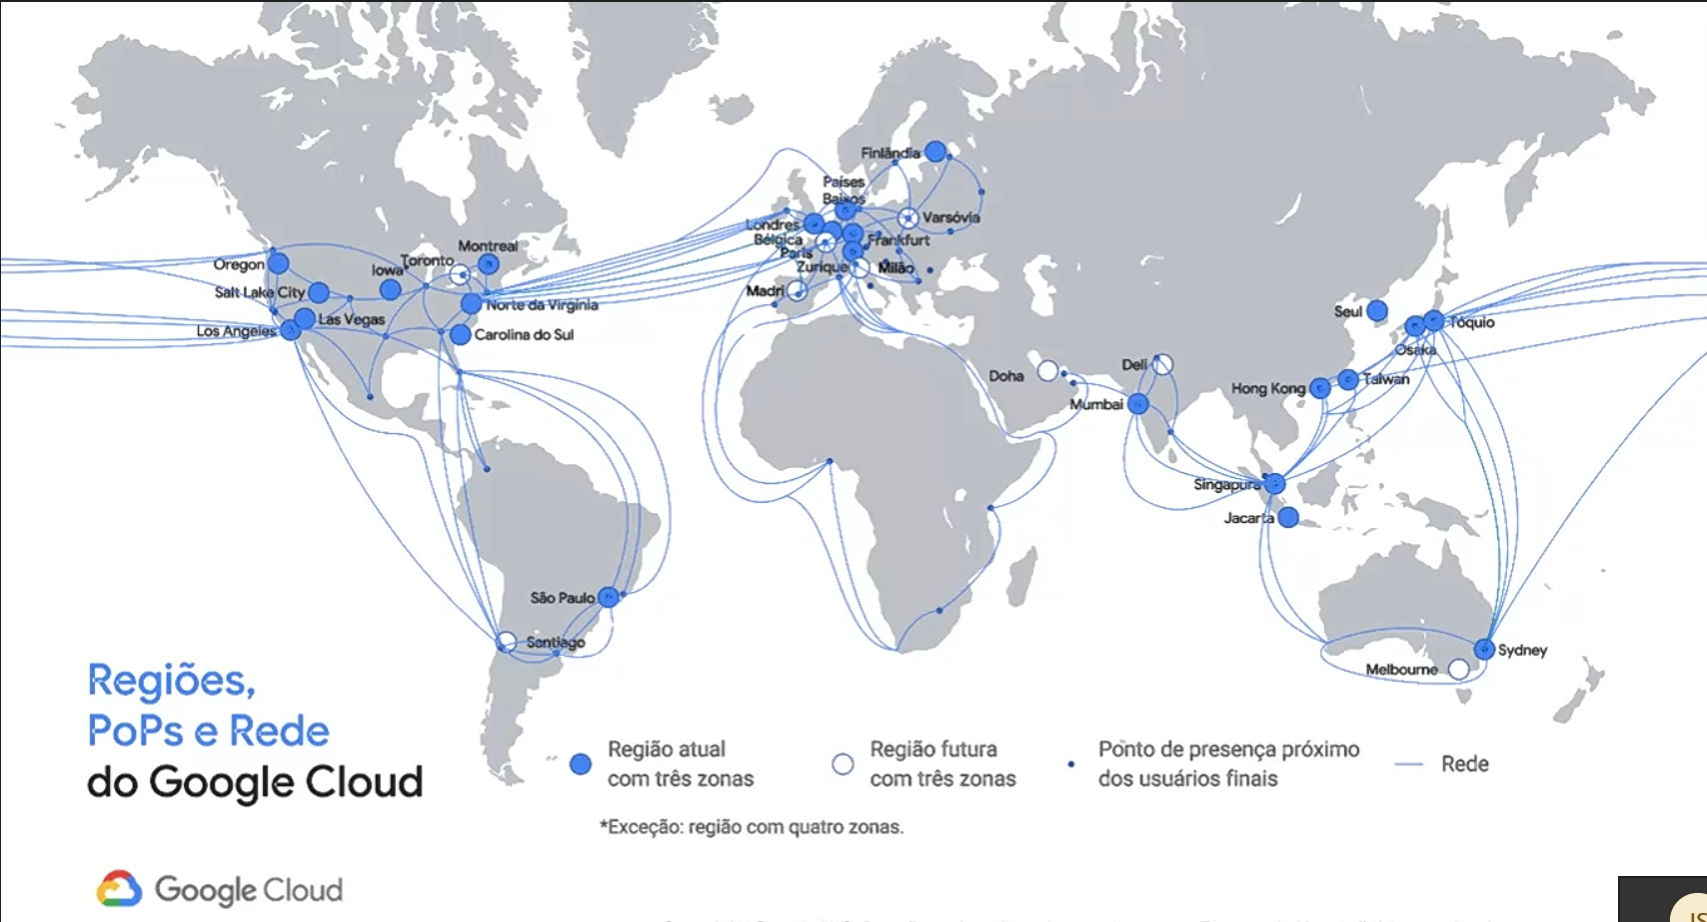 Finlândia
Países
Baixos
Londres
Varsóvia
Bélgica
Frankfurt
Paris
Zurique
Milão
Madri
Montreal
Toronto
Oregon
Iowa
Salt Lake City
Norte da Virgínia
Las Vegas
Los Angeles
Carolina do Sul
Seul
Tóquio
Osaka
Doha
Deli
Hong Kong
Taiwan
Mumbai
Singapura
Jacarta
São Paulo
Santiago
Sydney
Melbourne
Regiões,
PoPs e Rede
do Google Cloud
Região atual
com três zonas
Região futura
com três zonas
Ponto de presença próximo
dos usuários finais
Rede
*Exceção: região com quatro zonas.
Google Cloud